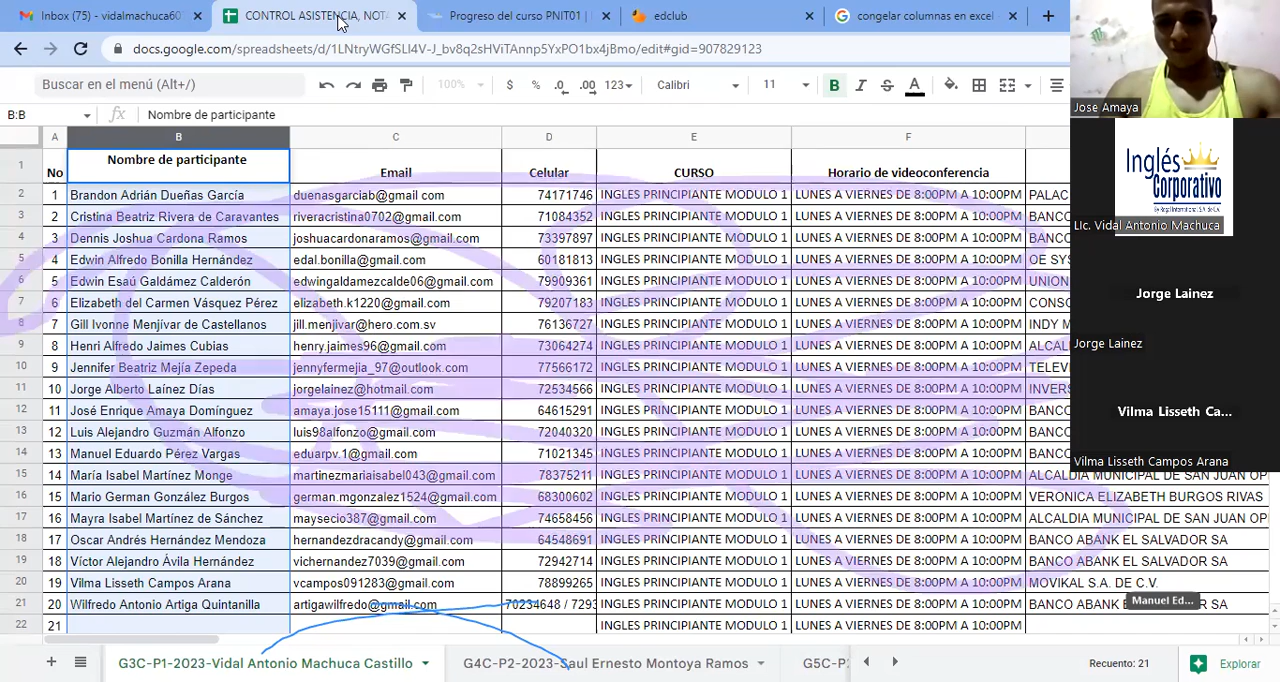 Inbox (75) - vidalmachuca60
CONTROL ASISTENCIA, NOT
Progreso del curso PNIT01 |
edclub
congelar columnas en excel -
docs.google.com/spreadsheets/d/1LNtryWGfSLl4V-J_bv8q2sHViTAnnp5YxPO1bx4jBmo/edit#gid=907829123
Buscar en el menú (Alt+/)
100%
$ % .0 .00 123
Calibri
11
B I S A
B:B
fx Nombre de participante
A B C D E F
1 No Nombre de participante Email Celular CURSO Horario de videoconferencia
2 1 Brandon Adrián Dueñas García duenasgarciab@gmail.com 74171746 INGLES PRINCIPIANTE MODULO 1 LUNES A VIERNES DE 8:00PM A 10:00PM PALAC
3 2 Cristina Beatriz Rivera de Caravantes riveracristina0702@gmail.com 71084352 INGLES PRINCIPIANTE MODULO 1 LUNES A VIERNES DE 8:00PM A 10:00PM BANCO
4 3 Dennis Joshua Cardona Ramos joshuacardonaramos@gmail.com 73397897 INGLES PRINCIPIANTE MODULO 1 LUNES A VIERNES DE 8:00PM A 10:00PM BANCO
5 4 Edwin Alfredo Bonilla Hernández edal.bonilla@gmail.com 60181813 INGLES PRINCIPIANTE MODULO 1 LUNES A VIERNES DE 8:00PM A 10:00PM OE SYS
6 5 Edwin Esaú Galdámez Calderón edwingaldamezcalde06@gmail.com 79809361 INGLES PRINCIPIANTE MODULO 1 LUNES A VIERNES DE 8:00PM A 10:00PM UNION
7 6 Elizabeth del Carmen Vásquez Pérez elizabeth.k1220@gmail.com 79207183 INGLES PRINCIPIANTE MODULO 1 LUNES A VIERNES DE 8:00PM A 10:00PM CONSO
8 7 Gill Ivonne Menjívar de Castellanos jill.menjivar@aero.com.sv 76136727 INGLES PRINCIPIANTE MODULO 1 LUNES A VIERNES DE 8:00PM A 10:00PM INDY M
9 8 Henri Alfredo Jaimes Cubias 73064274 INGLES PRINCIPIANTE MODULO 1 LUNES A VIERNES DE 8:00PM A 10:00PM ALCAL
10 9 Jennifer Beatriz Mejía Zepeda jennybmejia_97@outlook.com 77566172 INGLES PRINCIPIANTE MODULO 1 LUNES A VIERNES DE 8:00PM A 10:00PM TELEV
11 10 Jorge Alberto Laínez Días jorgelainez@hotmail.com 72534566 INGLES PRINCIPIANTE MODULO 1 LUNES A VIERNES DE 8:00PM A 10:00PM INVER
12 11 José Enrique Amaya Domínguez 64615291 INGLES PRINCIPIANTE MODULO 1 LUNES A VIERNES DE 8:00PM A 10:00PM BANCO
13 12 Luis Alejandro Guzmán Alfonzo luis98alfonzo@gmail.com 72040320 INGLES PRINCIPIANTE MODULO 1 LUNES A VIERNES DE 8:00PM A 10:00PM BANCO
14 13 Manuel Eduardo Pérez Vargas eduarpv.1@gmail.com 71021345 INGLES PRINCIPIANTE MODULO 1 LUNES A VIERNES DE 8:00PM A 10:00PM BANCO
15 14 María Isabel Martínez Monge martinezmarisamonge043@gmail.com 78375211 INGLES PRINCIPIANTE MODULO 1 LUNES A VIERNES DE 8:00PM A 10:00PM ALCALDIA MUNICIPAL DE SAN JUAN OP
16 15 Mario German González Burgos german.mgonzalez1524@gmail.com 68309602 INGLES PRINCIPIANTE MODULO 1 LUNES A VIERNES DE 8:00PM A 10:00PM VERONICA ELIZABETH BURGOS RIVAS
17 16 Mayra Isabel Martínez de Sánchez maysecio387@gmail.com 74653456 INGLES PRINCIPIANTE MODULO 1 LUNES A VIERNES DE 8:00PM A 10:00PM ALCALDIA MUNICIPAL DE SAN JUAN OP
18 17 Oscar Andrés Hernández Mendoza hernandezdracandy@gmail.com 64548691 INGLES PRINCIPIANTE MODULO 1 LUNES A VIERNES DE 8:00PM A 10:00PM BANCO ABANK EL SALVADOR SA
19 18 Víctor Alejandro Ávila Hernández vichernandez1799@gmail.com 72942714 INGLES PRINCIPIANTE MODULO 1 LUNES A VIERNES DE 8:00PM A 10:00PM BANCO ABANK EL SALVADOR SA
20 19 Vilma Lisseth Campos Arana vcampos091263@gmail.com 78899265 INGLES PRINCIPIANTE MODULO 1 LUNES A VIERNES DE 8:00PM A 10:00PM MOVIKAL S.A. DE C.V.
21 20 Wilfredo Antonio Artiga Quintanilla artigawilfredo@gmail.com 70234648 / 7293 INGLES PRINCIPIANTE MODULO 1 LUNES A VIERNES DE 8:00PM A 10:00PM BANCO ABANK EL SALVADOR SA
22 21 INGLES PRINCIPIANTE MODULO 1 LUNES A VIERNES DE 8:00PM A 10:00PM
G3C-P1-2023-Vidal Antonio Machuca Castillo
G4C-P2-2023-Saul Ernesto Montoya Ramos
G5C-P
Recuento: 21
Explorar
Jose Amaya
Inglés
Corporativo
By Regal International, S.A. de C.V.
LIc. Vidal Antonio Machuca
Jorge Lainez
Jorge Lainez
Vilma Lisseth Ca...
Vilma Lisseth Campos Arana
Manuel Ed...